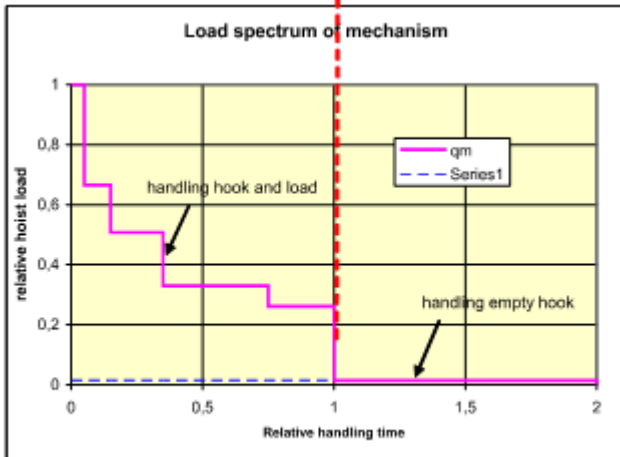 Load spectrum of mechanism
1
0,8
0,6
0,4
0,2
0
relative hoist load
qm
Series1
handling hook and load
handling empty hook
0 0,5 1 1,5 2
Relative handling time